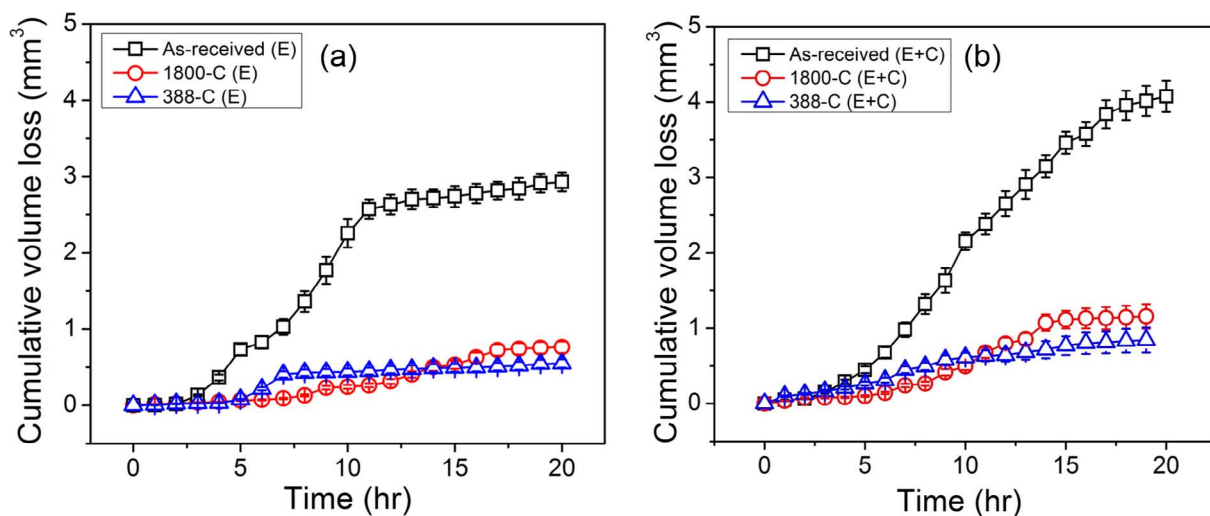 (a)
As-received (E)
1800-C (E)
388-C (E)
Cumulative volume loss (mm³)
5
4
3
2
1
0
0 5 10 15 20
Time (hr)
(b)
As-received (E+C)
1800-C (E+C)
388-C (E+C)
Cumulative volume loss (mm³)
5
4
3
2
1
0
0 5 10 15 20
Time (hr)